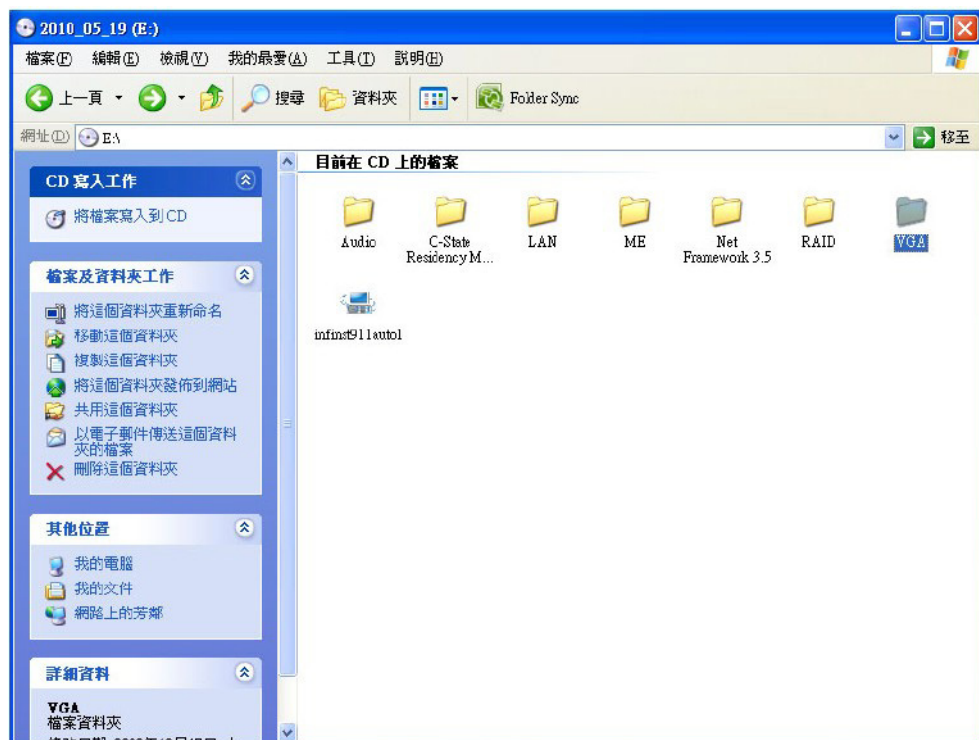 2010_05_19 (E:)
檔案(F) 編輯(E) 檢視(V) 我的最愛(A) 工具(T) 說明(H)
上一頁 搜尋 資料夾 Folder Sync
網址(D) E:\ 移至
CD 寫入工作
將檔案寫入到 CD
檔案及資料夾工作
將這個資料夾重新命名
移動這個資料夾
複製這個資料夾
將這個資料夾發佈到網站
共用這個資料夾
以電子郵件傳送這個資料
夾的檔案
刪除這個資料夾
其他位置
我的電腦
我的文件
網路上的芳鄰
詳細資料
VGA
檔案資料夾
目前在 CD 上的檔案
Audio
C-State
Residency M...
LAN
ME
Net
Framework 3.5
RAID
VGA
infinst911autol